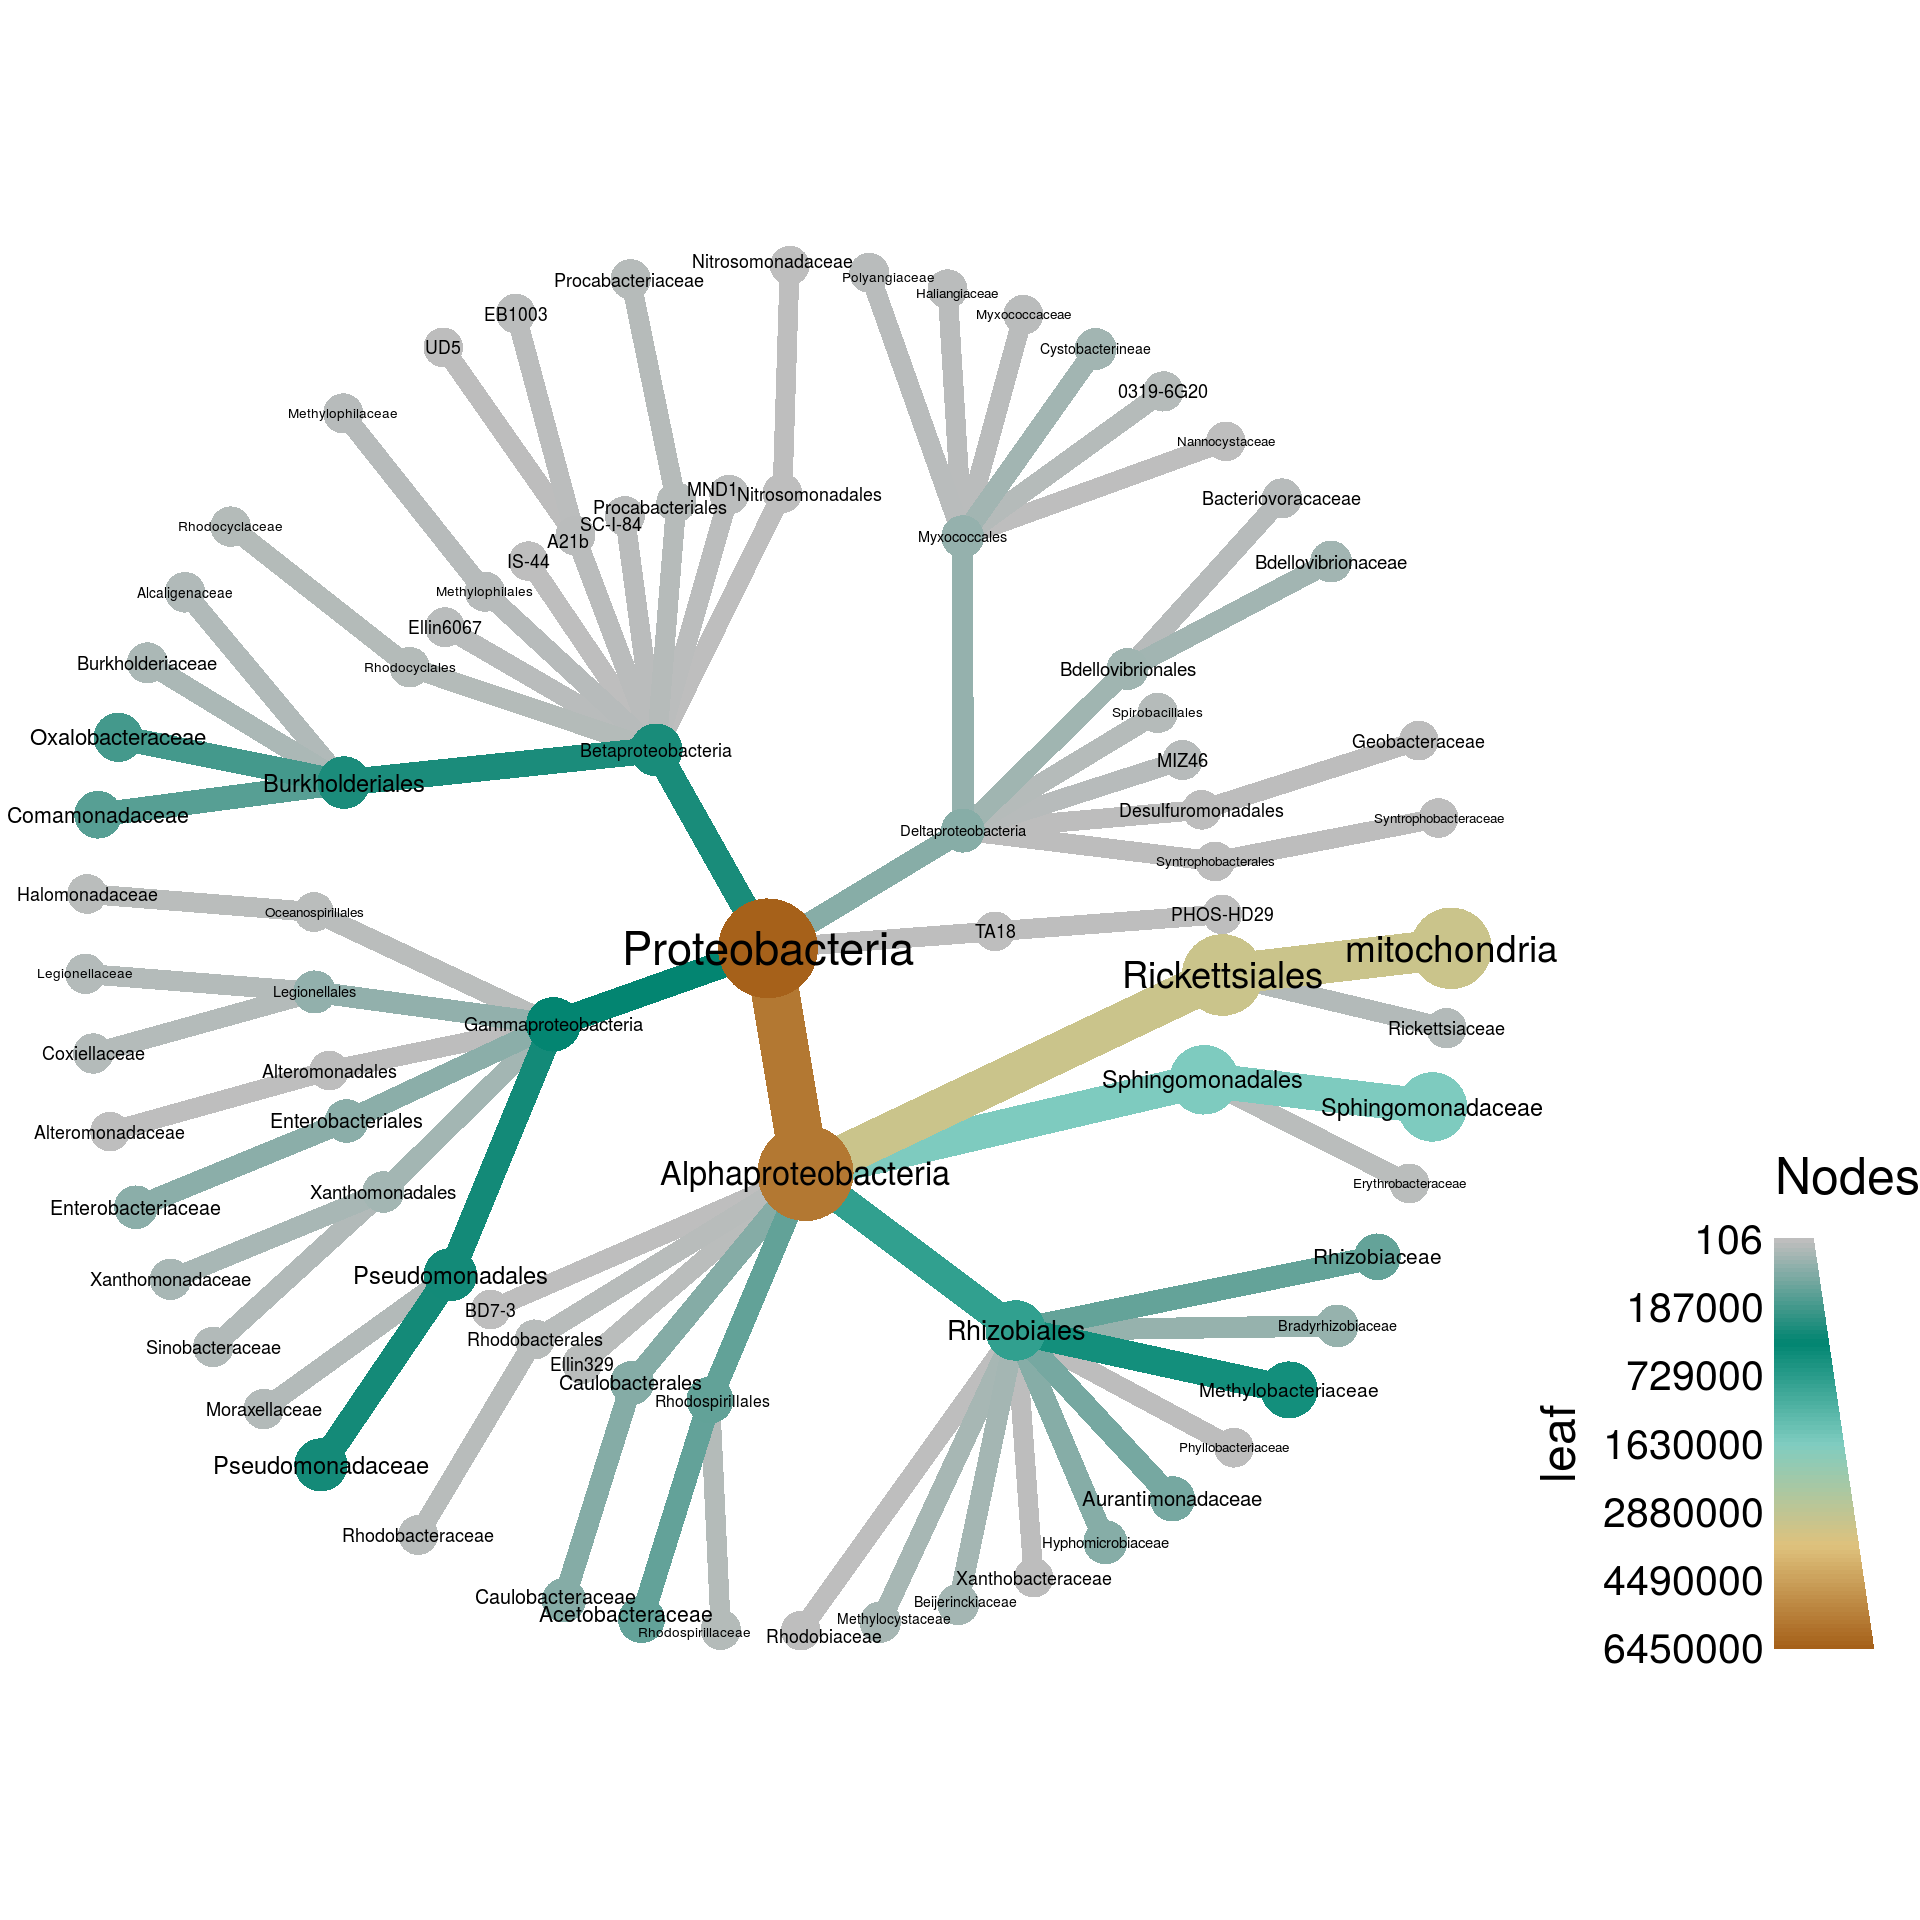 Nitrosomonadaceae
Polyangiaceae
Procabacteriaceae
Haliangiaceae
EB1003
Myxococcaceae
UD5
Cystobacterineae
0319-6G20
Methylophilaceae
Nannocystaceae
MND1
Nitrosomonadales
Bacteriovoracaceae
Procabacteriales
Rhodocyclaceae
SC-I-84
Myxococcales
A21b
IS-44
Bdellovibrionaceae
Alcaligenaceae
Methylophilales
Ellin6067
Burkholderiaceae
Rhodocyclales
Bdellovibrionales
Spirobacillales
Oxalobacteraceae
Geobacteraceae
Betaproteobacteria
MIZ46
Burkholderiales
Desulfuromonadales
Comamonadaceae
Syntrophobacteraceae
Deltaproteobacteria
Syntrophobacterales
Halomonadaceae
Oceanospirillales
PHOS-HD29
TA18
Proteobacteria
mitochondria
Legionellaceae
Rickettsiales
Legionellales
Gammaproteobacteria
Rickettsiaceae
Coxiellaceae
Alteromonadales
Sphingomonadales
Sphingomonadaceae
Enterobacteriales
Alteromonadaceae
Alphaproteobacteria
Erythrobacteraceae
Xanthomonadales
Enterobacteriaceae
Nodes
106
187000
729000
1630000
2880000
4490000
6450000
leaf
Rhizobiaceae
Pseudomonadales
Xanthomonadaceae
BD7-3
Bradyrhizobiaceae
Rhizobiales
Rhodobacterales
Sinobacteraceae
Ellin329
Caulobacterales
Methylobacteriaceae
Rhodospirillales
Moraxellaceae
Phyllobacteriaceae
Pseudomonadaceae
Aurantimonadaceae
Rhodobacteraceae
Hyphomicrobiaceae
Xanthobacteraceae
Caulobacteraceae
Beijerinckiaceae
Acetobacteraceae
Methylocystaceae
Rhodospirillaceae
Rhodobiaceae